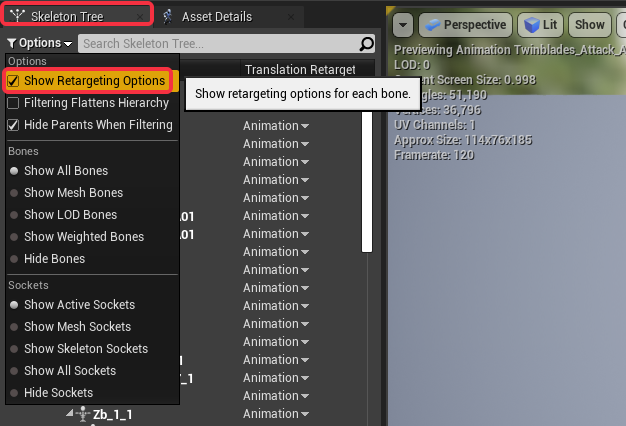 Skeleton Tree
Asset Details
Options
Search Skeleton Tree...
Perspective
Lit
Show
Options
Translation Retarget
Previewing Animation Twinblades_Attack_A
LOD: 0
Show Retargeting Options
Show retargeting options for each bone.
Screen Size: 0.998
51,190
Filtering Flattens Hierarchy
36,796
Hide Parents When Filtering
Animation
UV Channels: 1
Animation
Approx Size: 114x76x185
Bones
Framerate: 120
Animation
Show All Bones
Animation
Show Mesh Bones
Animation
Show LOD Bones
01
Animation
Show Weighted Bones
01
Animation
Hide Bones
Animation
Animation
Sockets
Animation
Show Active Sockets
Animation
Show Mesh Sockets
Animation
Show Skeleton Sockets
Animation
Show All Sockets
1
Animation
_1
Animation
Hide Sockets
Animation
Zb_1_1
Animation